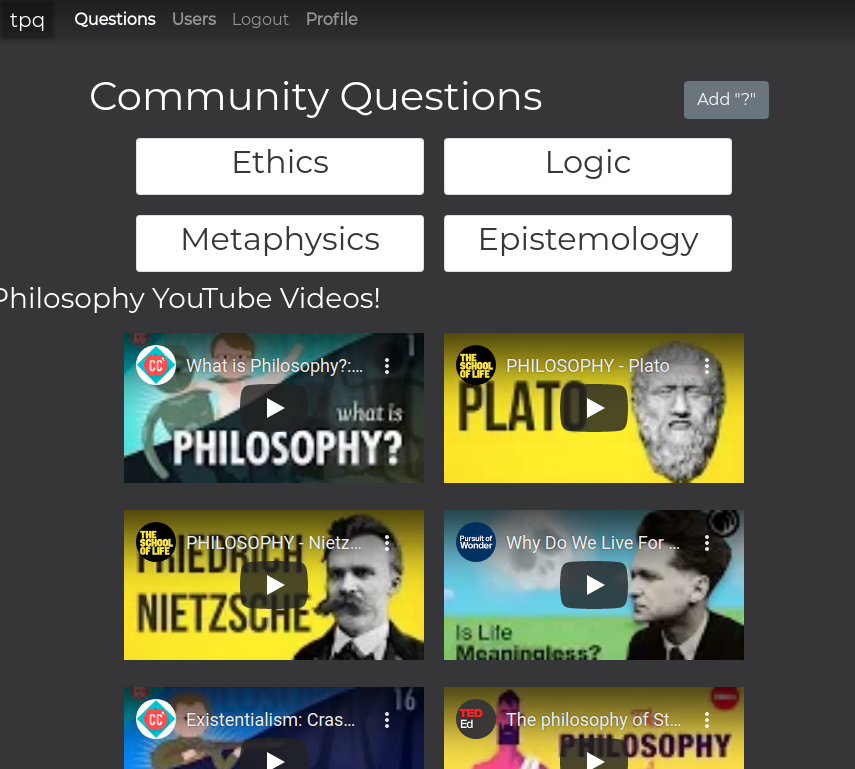 tpq Questions Users Logout Profile
Community Questions
Add "?"
Ethics Logic
Metaphysics Epistemology
Philosophy YouTube Videos!
CC What is Philosophy?:...
what is
PHILOSOPHY?
THE SCHOOL OF LIFE PHILOSOPHY - Plato
PLATO
THE SCHOOL OF LIFE PHILOSOPHY - Nietz...
FRIEDRICH
NIETZSCHE
Pursuit of Wonder Why Do We Live For ...
Is Life
Meaningless?
CC Existentialism: Cras...
16
TED Ed The philosophy of St...
PHILOSOPHY